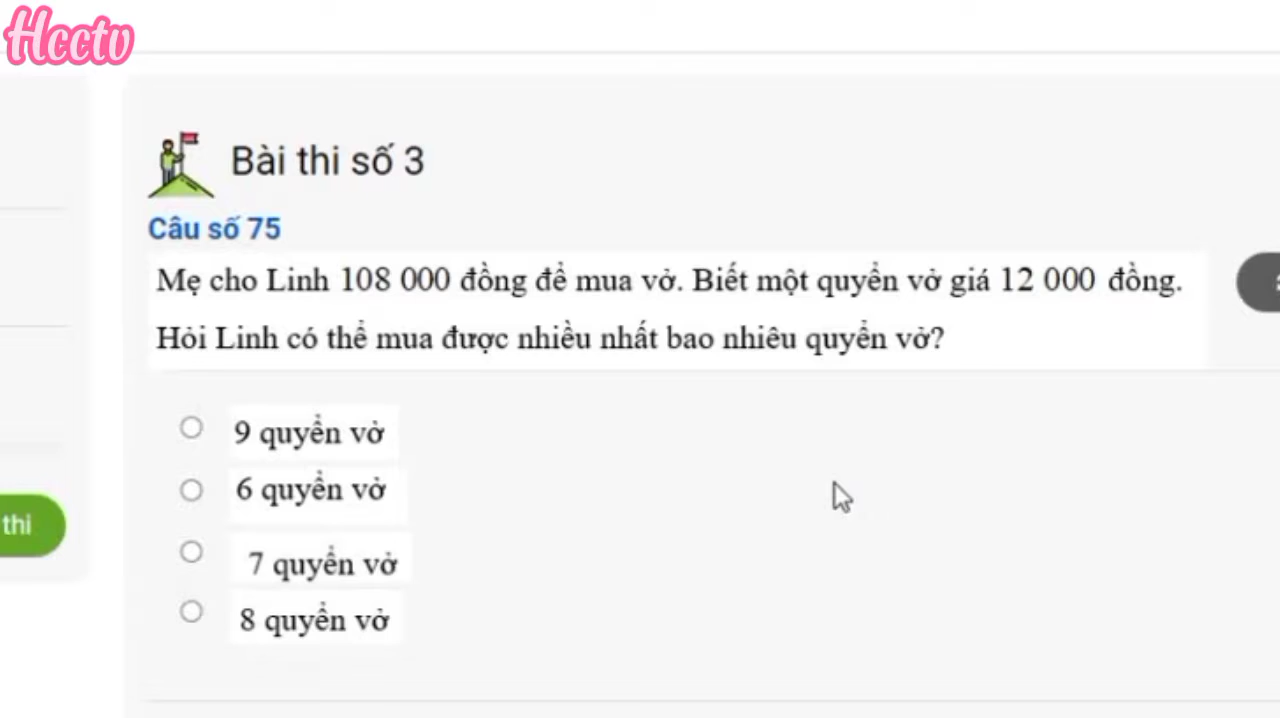 Hcctv
Bài thi số 3
Câu số 75
Mẹ cho Linh 108 000 đồng để mua vở. Biết một quyển vở giá 12 000 đồng.
Hỏi Linh có thể mua được nhiều nhất bao nhiêu quyển vở?
9 quyển vở
6 quyển vở
thi
7 quyển vở
8 quyển vở